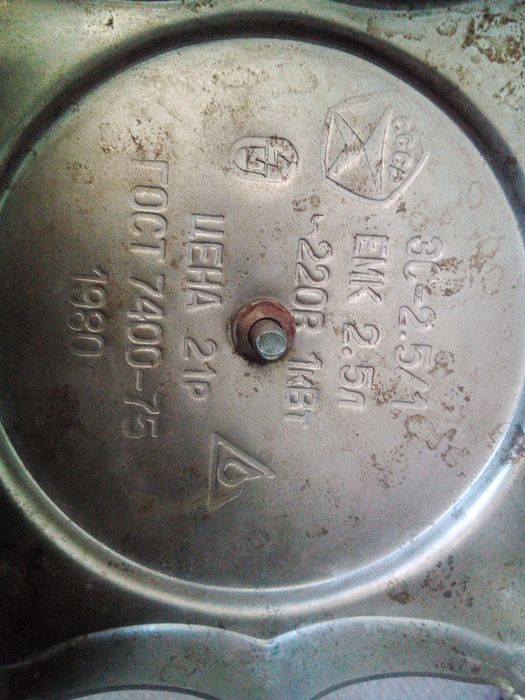 СССР
ЭС-2.5/1
ЕМК 2.5л
~220В 1кВт
ЦЕНА 21р
ГОСТ 7400-75
1980